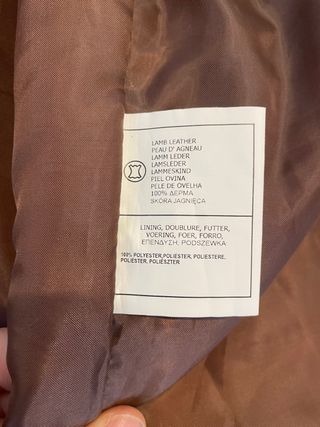 LAMB LEATHER
PEAU D' AGNEAU
LAMM LEDER
LAMSLEDER
LAMMESKIND
PIEL OVINA
PELE DE OVELHA
100% ΔΕΡΜΑ
SKÓRA JAGNIĘCA
LINING, DOUBLURE, FUTTER,
VOERING, FOER, FORRO,
ΕΠΕΝΔΥΣΗ, PODSZEWKA
100% POLYESTER,POLIESTER, POLIESTERE,
POLIESTER, POLIÉSZTER